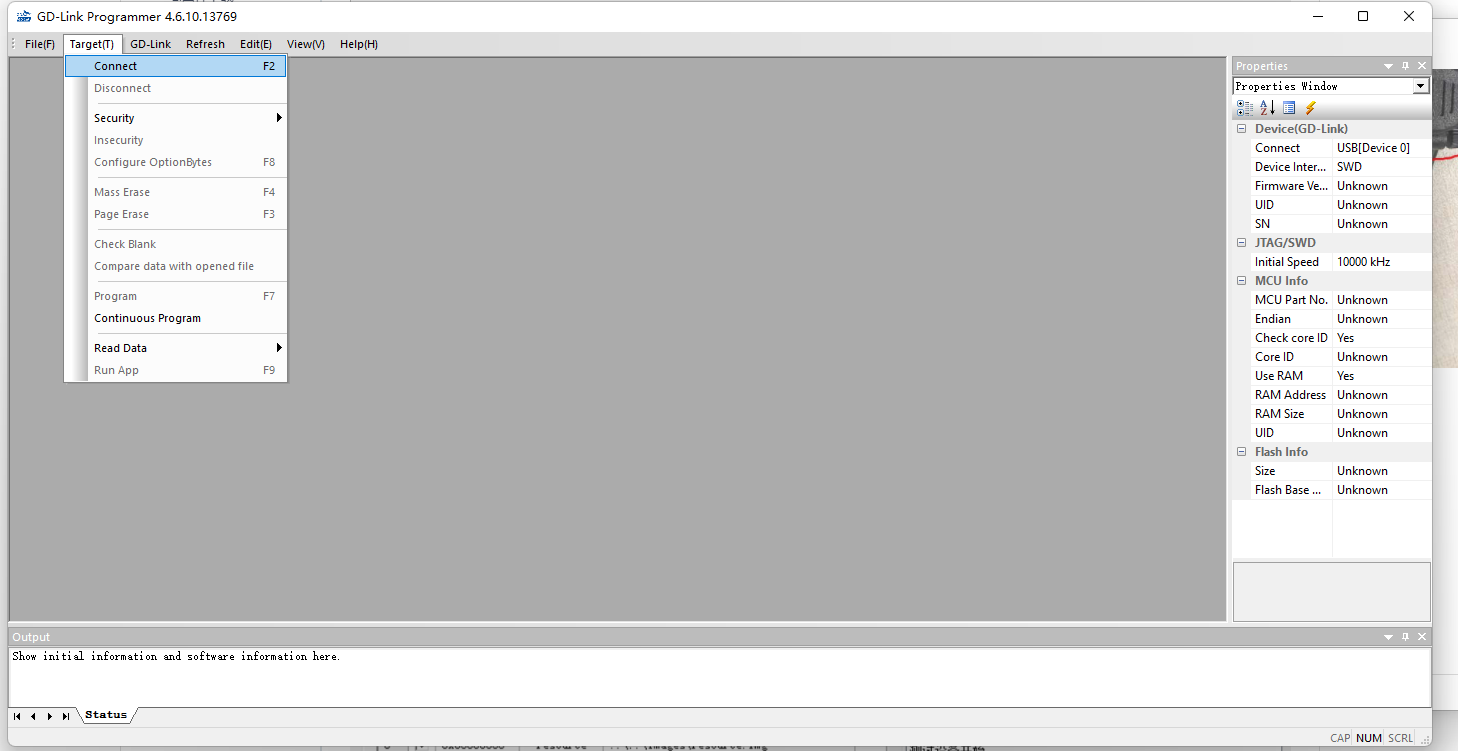 GD-Link Programmer 4.6.10.13769
File(F) Target(T) GD-Link Refresh Edit(E) View(V) Help(H)
Connect F2
Disconnect
Security
Insecurity
Configure OptionBytes F8
Mass Erase F4
Page Erase F3
Check Blank
Compare data with opened file
Program F7
Continuous Program
Read Data
Run App F9
Properties
Properties Window
Device(GD-Link)
Connect USB[Device 0]
Device Inter... SWD
Firmware Ve... Unknown
UID Unknown
SN Unknown
JTAG/SWD
Initial Speed 10000 kHz
MCU Info
MCU Part No. Unknown
Endian Unknown
Check core ID Yes
Core ID Unknown
Use RAM Yes
RAM Address Unknown
RAM Size Unknown
UID Unknown
Flash Info
Size Unknown
Flash Base ... Unknown
Output
Show initial information and software information here.
Status
CAP NUM SCRL